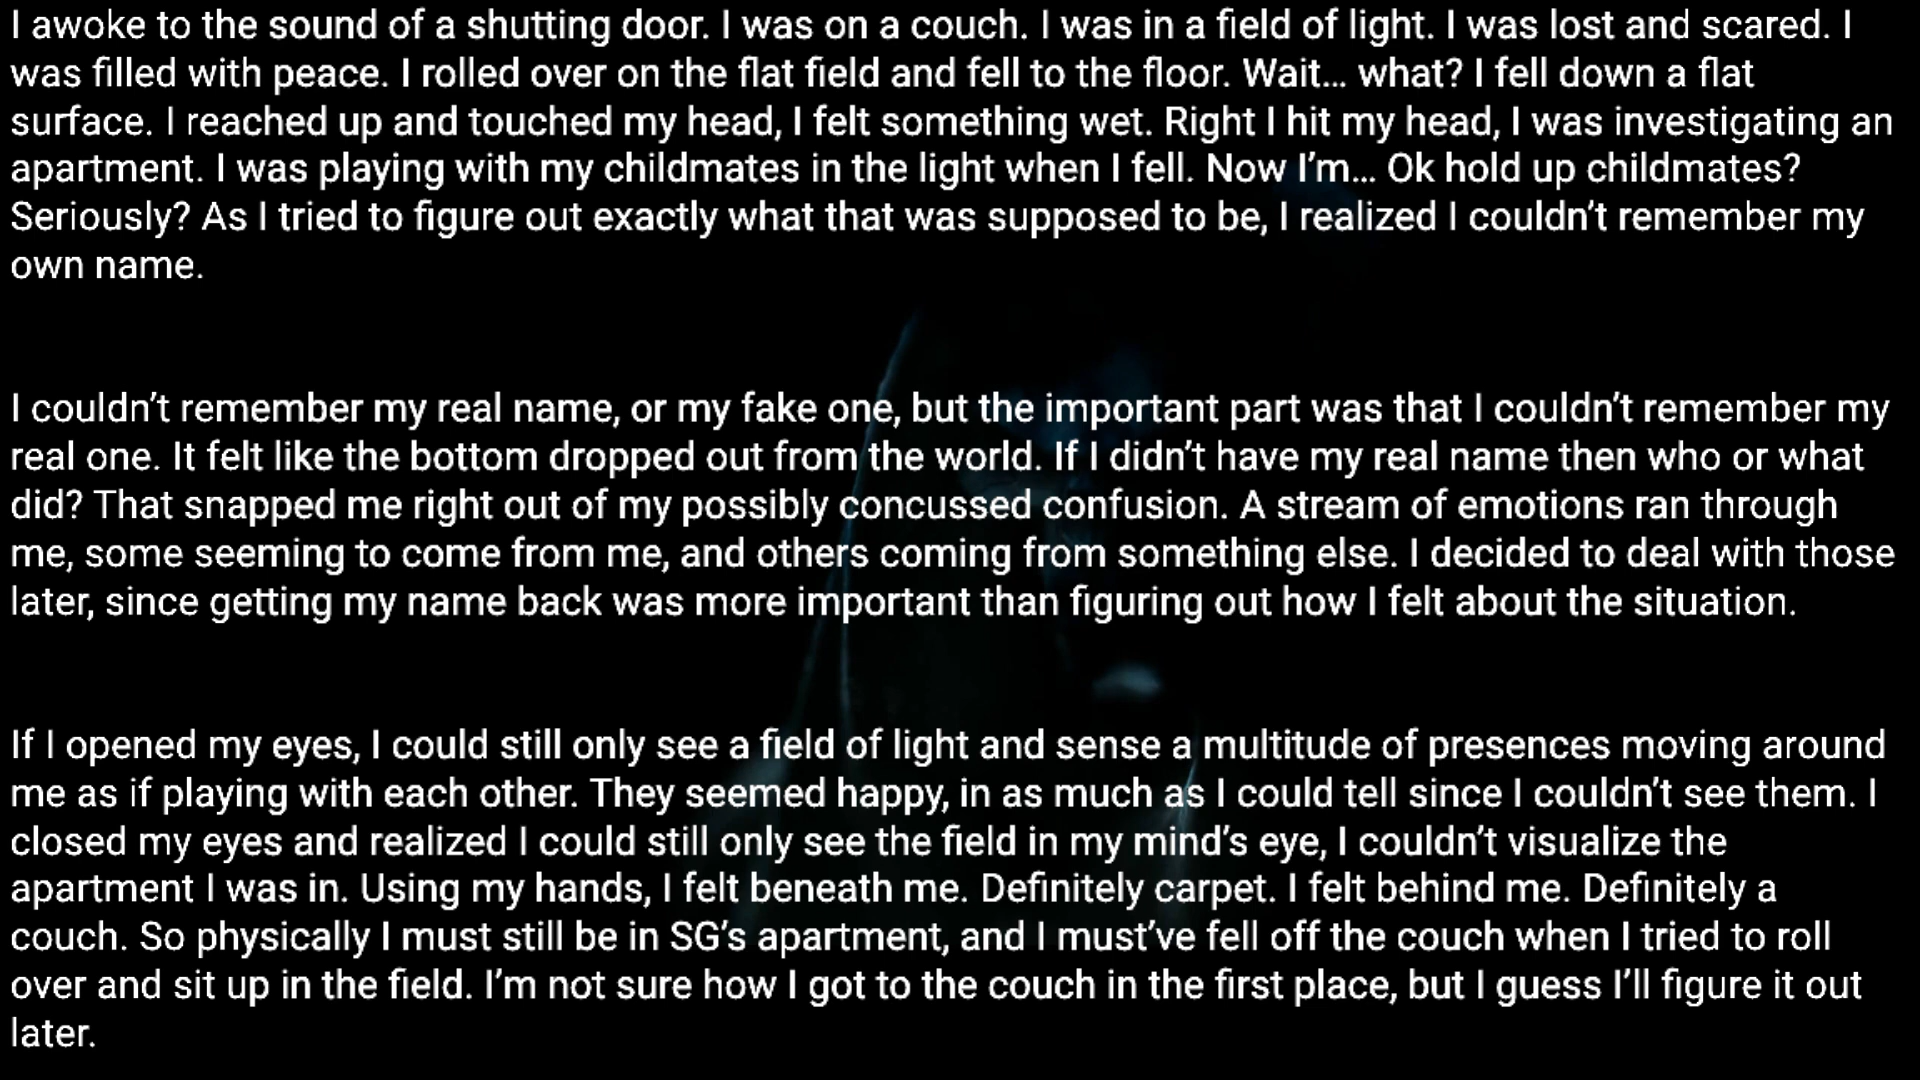 I awoke to the sound of a shutting door. I was on a couch. I was in a field of light. I was lost and scared. I
was filled with peace. I rolled over on the flat field and fell to the floor. Wait… what? I fell down a flat
surface. I reached up and touched my head, I felt something wet. Right I hit my head, I was investigating an
apartment. I was playing with my childmates in the light when I fell. Now I’m… Ok hold up childmates?
Seriously? As I tried to figure out exactly what that was supposed to be, I realized I couldn’t remember my
own name.
I couldn’t remember my real name, or my fake one, but the important part was that I couldn’t remember my
real one. It felt like the bottom dropped out from the world. If I didn’t have my real name then who or what
did? That snapped me right out of my possibly concussed confusion. A stream of emotions ran through
me, some seeming to come from me, and others coming from something else. I decided to deal with those
later, since getting my name back was more important than figuring out how I felt about the situation.
If I opened my eyes, I could still only see a field of light and sense a multitude of presences moving around
me as if playing with each other. They seemed happy, in as much as I could tell since I couldn’t see them. I
closed my eyes and realized I could still only see the field in my mind’s eye, I couldn’t visualize the
apartment I was in. Using my hands, I felt beneath me. Definitely carpet. I felt behind me. Definitely a
couch. So physically I must still be in SG’s apartment, and I must’ve fell off the couch when I tried to roll
over and sit up in the field. I’m not sure how I got to the couch in the first place, but I guess I’ll figure it out
later.